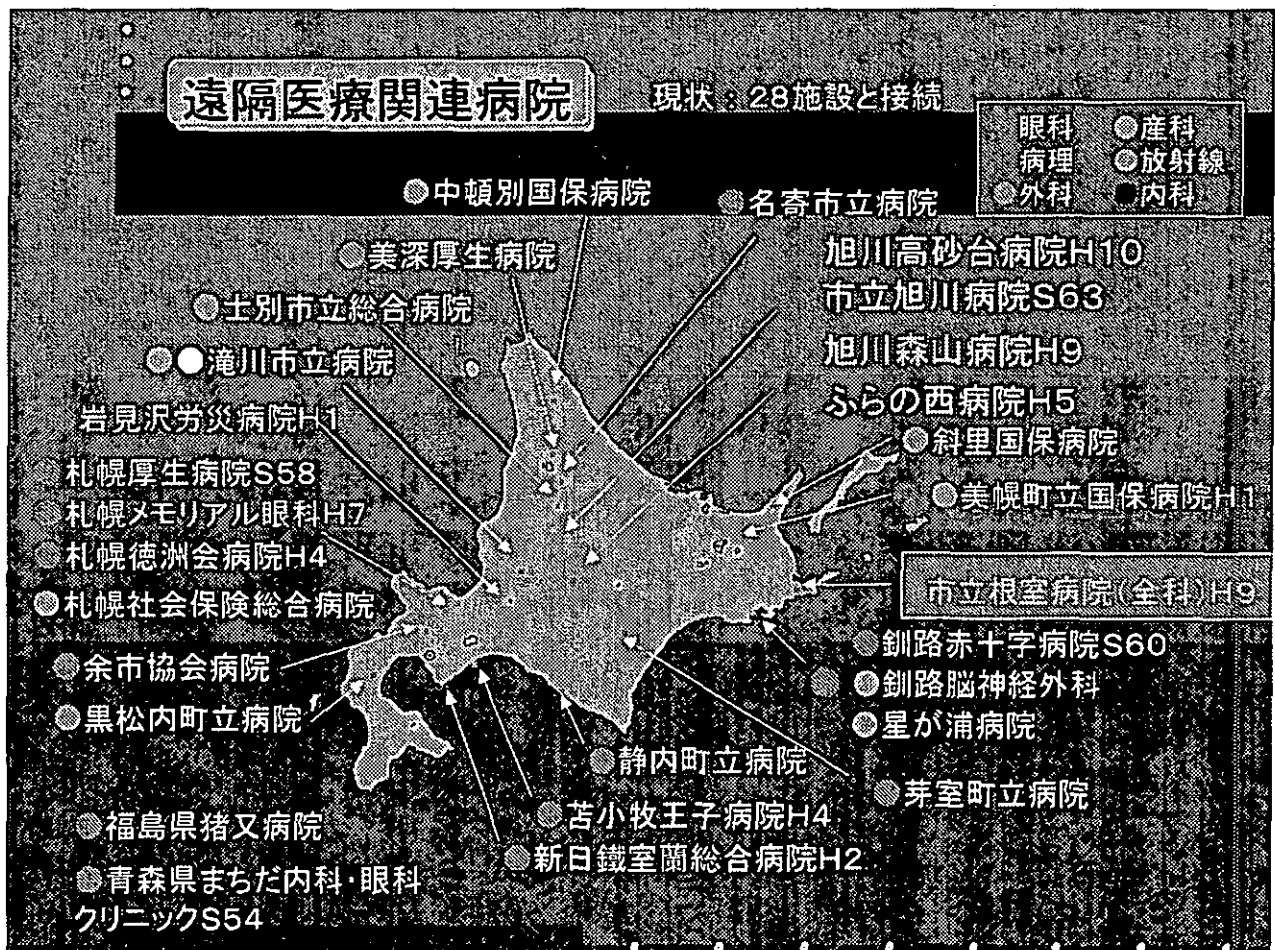 遠隔医療関連病院
現状：28施設と接続
眼科 産科
病理 放射線
外科 内科
中頓別国保病院
名寄市立病院
美深厚生病院
旭川高砂台病院H10
士別市立総合病院
市立旭川病院S63
滝川市立病院
旭川森山病院H9
岩見沢労災病院H1
ふらの西病院H5
斜里国保病院
札幌厚生病院S58
美幌町立国保病院H1
札幌メモリアル眼科H7
札幌徳洲会病院H4
市立根室病院(全科)H9
札幌社会保険総合病院
釧路赤十字病院S60
余市協会病院
釧路脳神経外科
黒松内町立病院
星が浦病院
静内町立病院
芽室町立病院
苫小牧王子病院H4
福島県猪又病院
新日鐵室蘭総合病院H2
青森県まちだ内科・眼科
クリニックS54